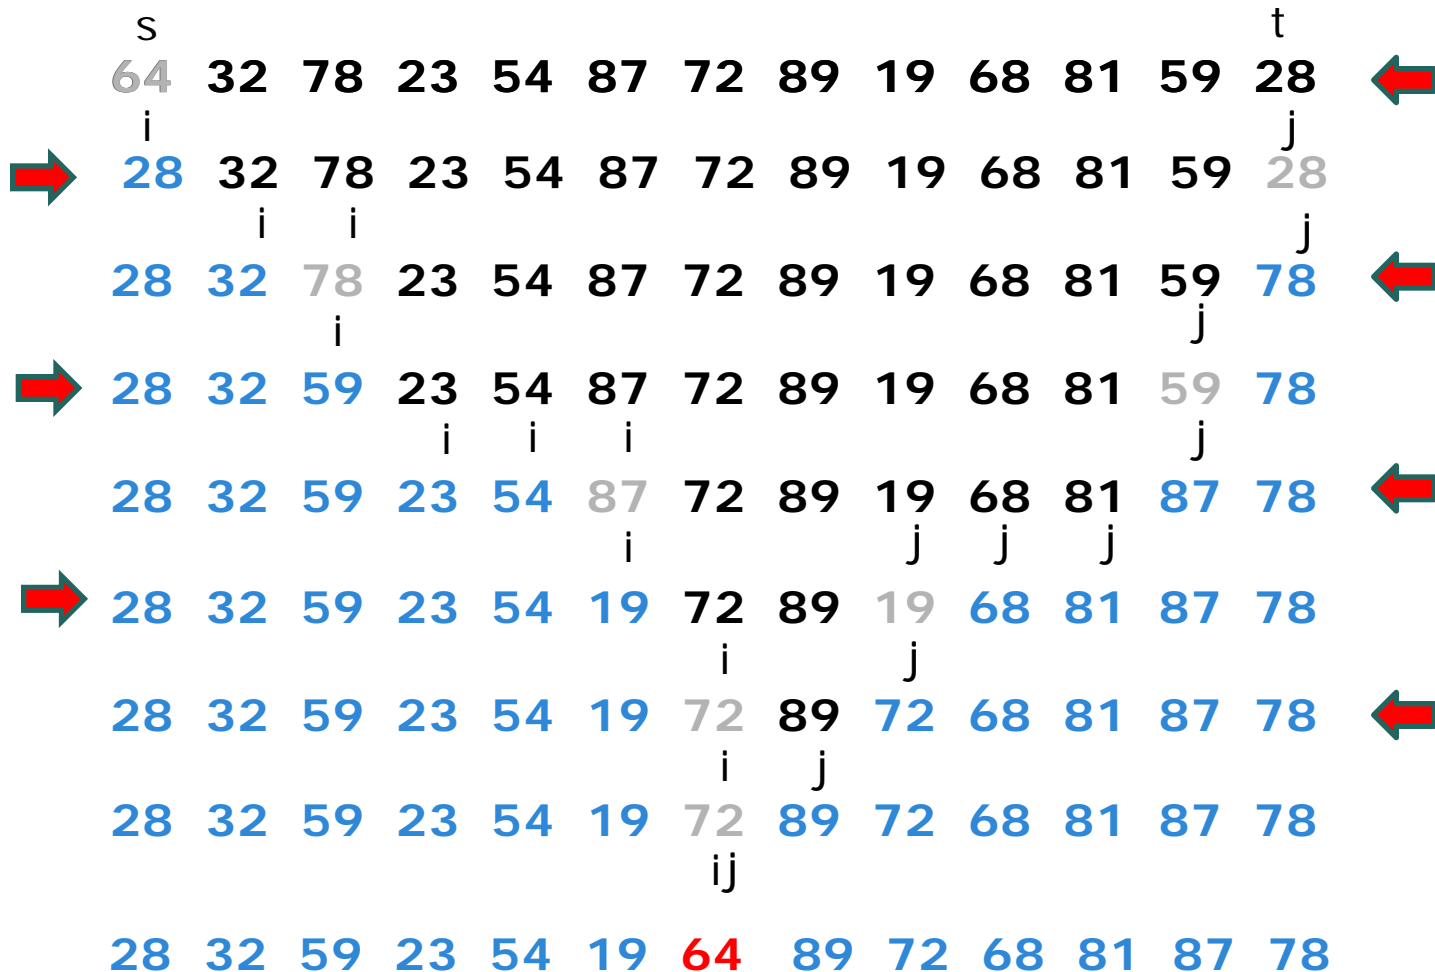 s t
64 32 78 23 54 87 72 89 19 68 81 59 28
i j
28 32 78 23 54 87 72 89 19 68 81 59 28
i i j
28 32 78 23 54 87 72 89 19 68 81 59 78
i j
28 32 59 23 54 87 72 89 19 68 81 59 78
i i i j
28 32 59 23 54 87 72 89 19 68 81 87 78
i j j j
28 32 59 23 54 19 72 89 19 68 81 87 78
i j
28 32 59 23 54 19 72 89 72 68 81 87 78
i j
28 32 59 23 54 19 72 89 72 68 81 87 78
ij
28 32 59 23 54 19 64 89 72 68 81 87 78